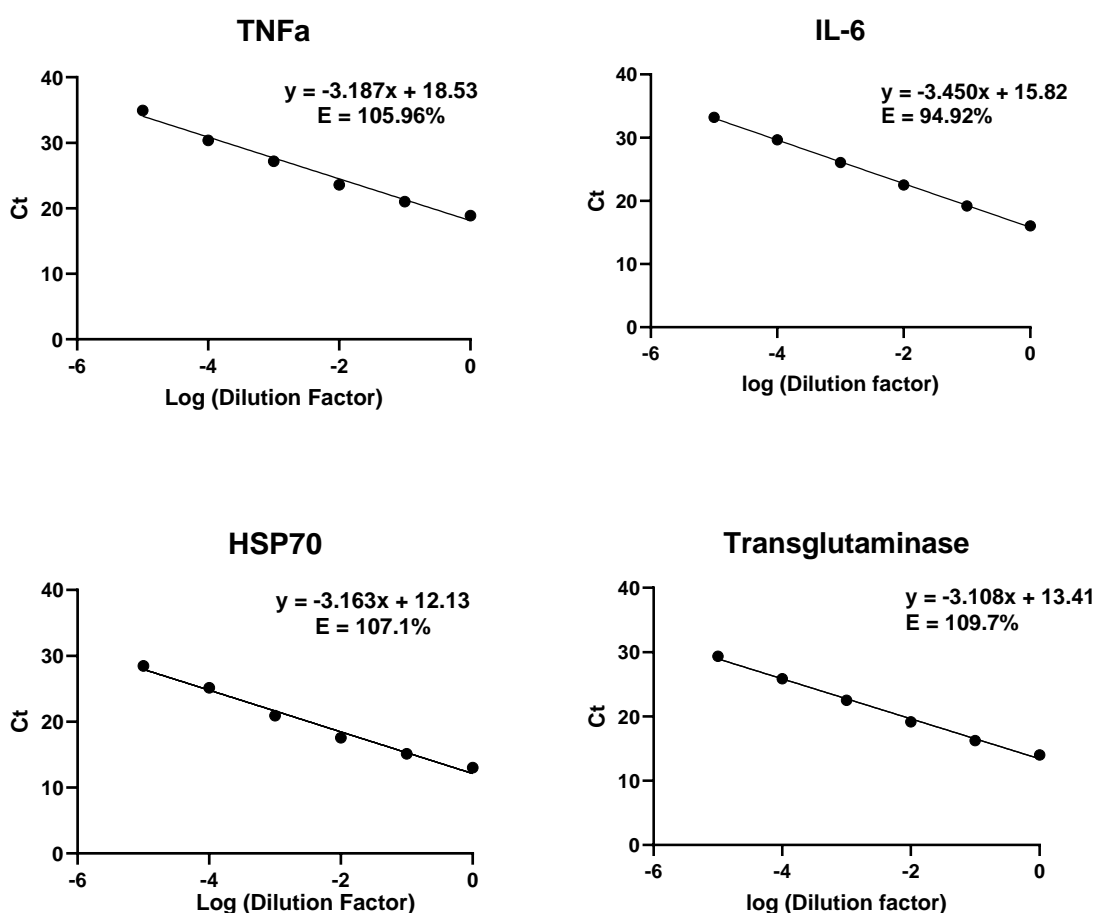 TNFa
y = -3.187x + 18.53
E = 105.96%
40
30
20
10
0
Ct
-6
-4
-2
0
Log (Dilution Factor)
IL-6
y = -3.450x + 15.82
E = 94.92%
40
30
20
10
0
Ct
-6
-4
-2
0
log (Dilution factor)
HSP70
y = -3.163x + 12.13
E = 107.1%
40
30
20
10
0
Ct
-6
-4
-2
0
Log (Dilution Factor)
Transglutaminase
y = -3.108x + 13.41
E = 109.7%
40
30
20
10
0
Ct
-6
-4
-2
0
log (Dilution factor)